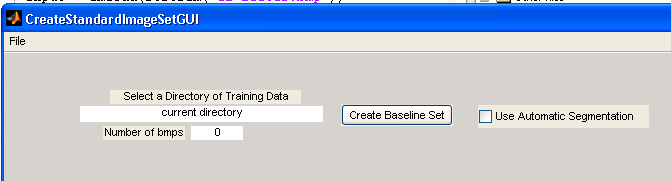 CreateStandardImageSetGUI
File
Select a Directory of Training Data
current directory
Create Baseline Set
Use Automatic Segmentation
Number of bmps 0